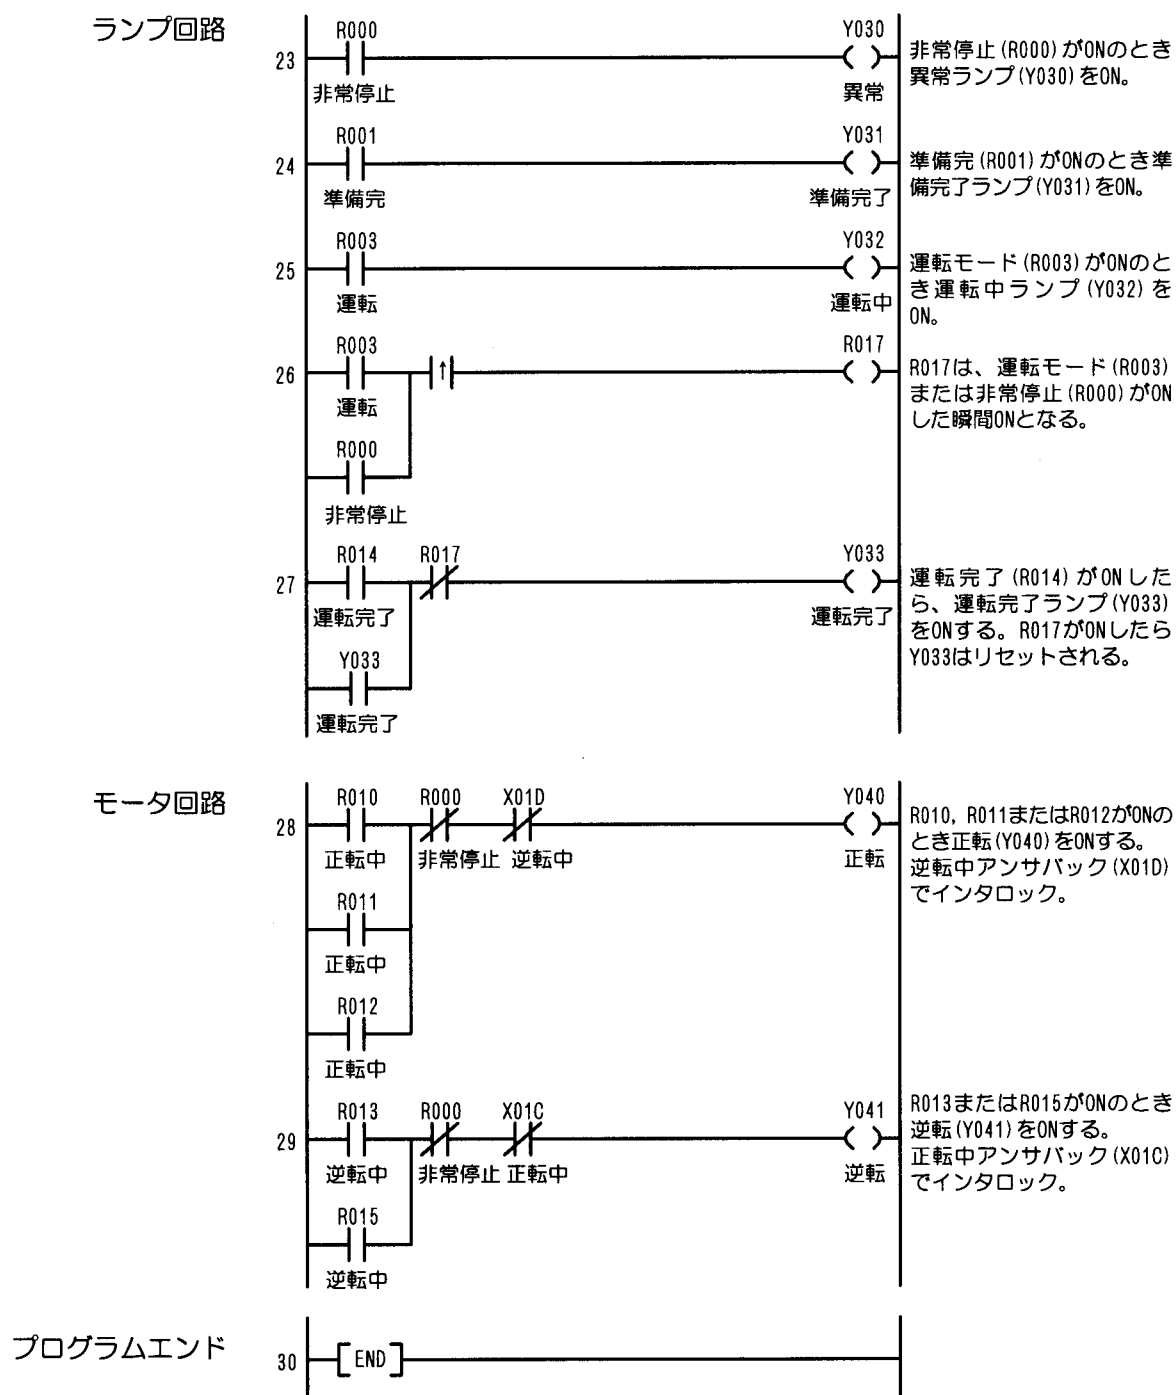 ランプ回路
R000
Y030
23
非常停止
異常
非常停止(R000)がONのとき
異常ランプ(Y030)をON。
R001
Y031
24
準備完
準備完了
準備完(R001)がONのとき準
備完了ランプ(Y031)をON。
R003
Y032
25
運転
運転中
運転モード(R003)がONのと
き運転中ランプ(Y032)を
ON。
R003
R017
26
↑
運転
R000
非常停止
R017は、運転モード(R003)
または非常停止(R000)がON
した瞬間ONとなる。
R014
R017
Y033
27
運転完了
運転完了
Y033
運転完了
運転完了(R014)がONした
ら、運転完了ランプ(Y033)
をONする。R017がONしたら
Y033はリセットされる。
モータ回路
R010
R000
X01D
Y040
28
正転中
非常停止
逆転中
正転
R011
正転中
R012
正転中
R010, R011またはR012がONの
とき正転(Y040)をONする。
逆転中アンサバック(X01D)
でインタロック。
R013
R000
X01C
Y041
29
逆転中
非常停止
正転中
逆転
R015
逆転中
R013またはR015がONのとき
逆転(Y041)をONする。
正転中アンサバック(X01C)
でインタロック。
プログラムエンド
30
END